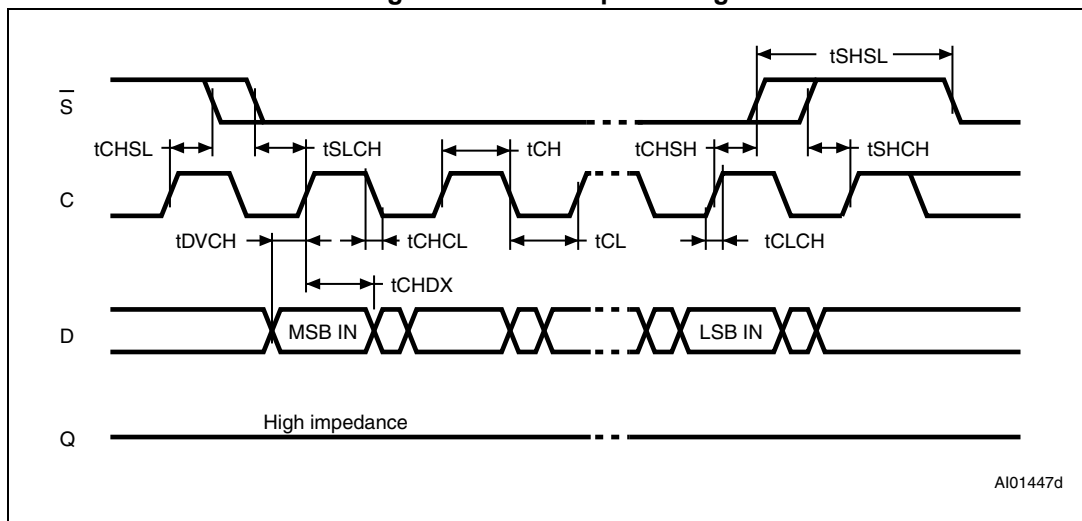 tSHSL
S
tCHSL
tSLCH
tCH
tCHSH
tSHCH
C
tDVCH
tCHCL
tCL
tCLCH
tCHDX
D
MSB IN
LSB IN
High impedance
Q
AI01447d